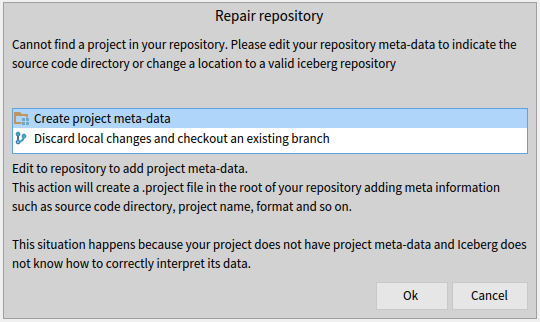 Repair repository
Cannot find a project in your repository. Please edit your repository meta-data to indicate the
source code directory or change a location to a valid iceberg repository
Create project meta-data
Discard local changes and checkout an existing branch
Edit to repository to add project meta-data.
This action will create a .project file in the root of your repository adding meta information
such as source code directory, project name, format and so on.
This situation happens because your project does not have project meta-data and Iceberg does
not know how to correctly interpret its data.
Ok
Cancel